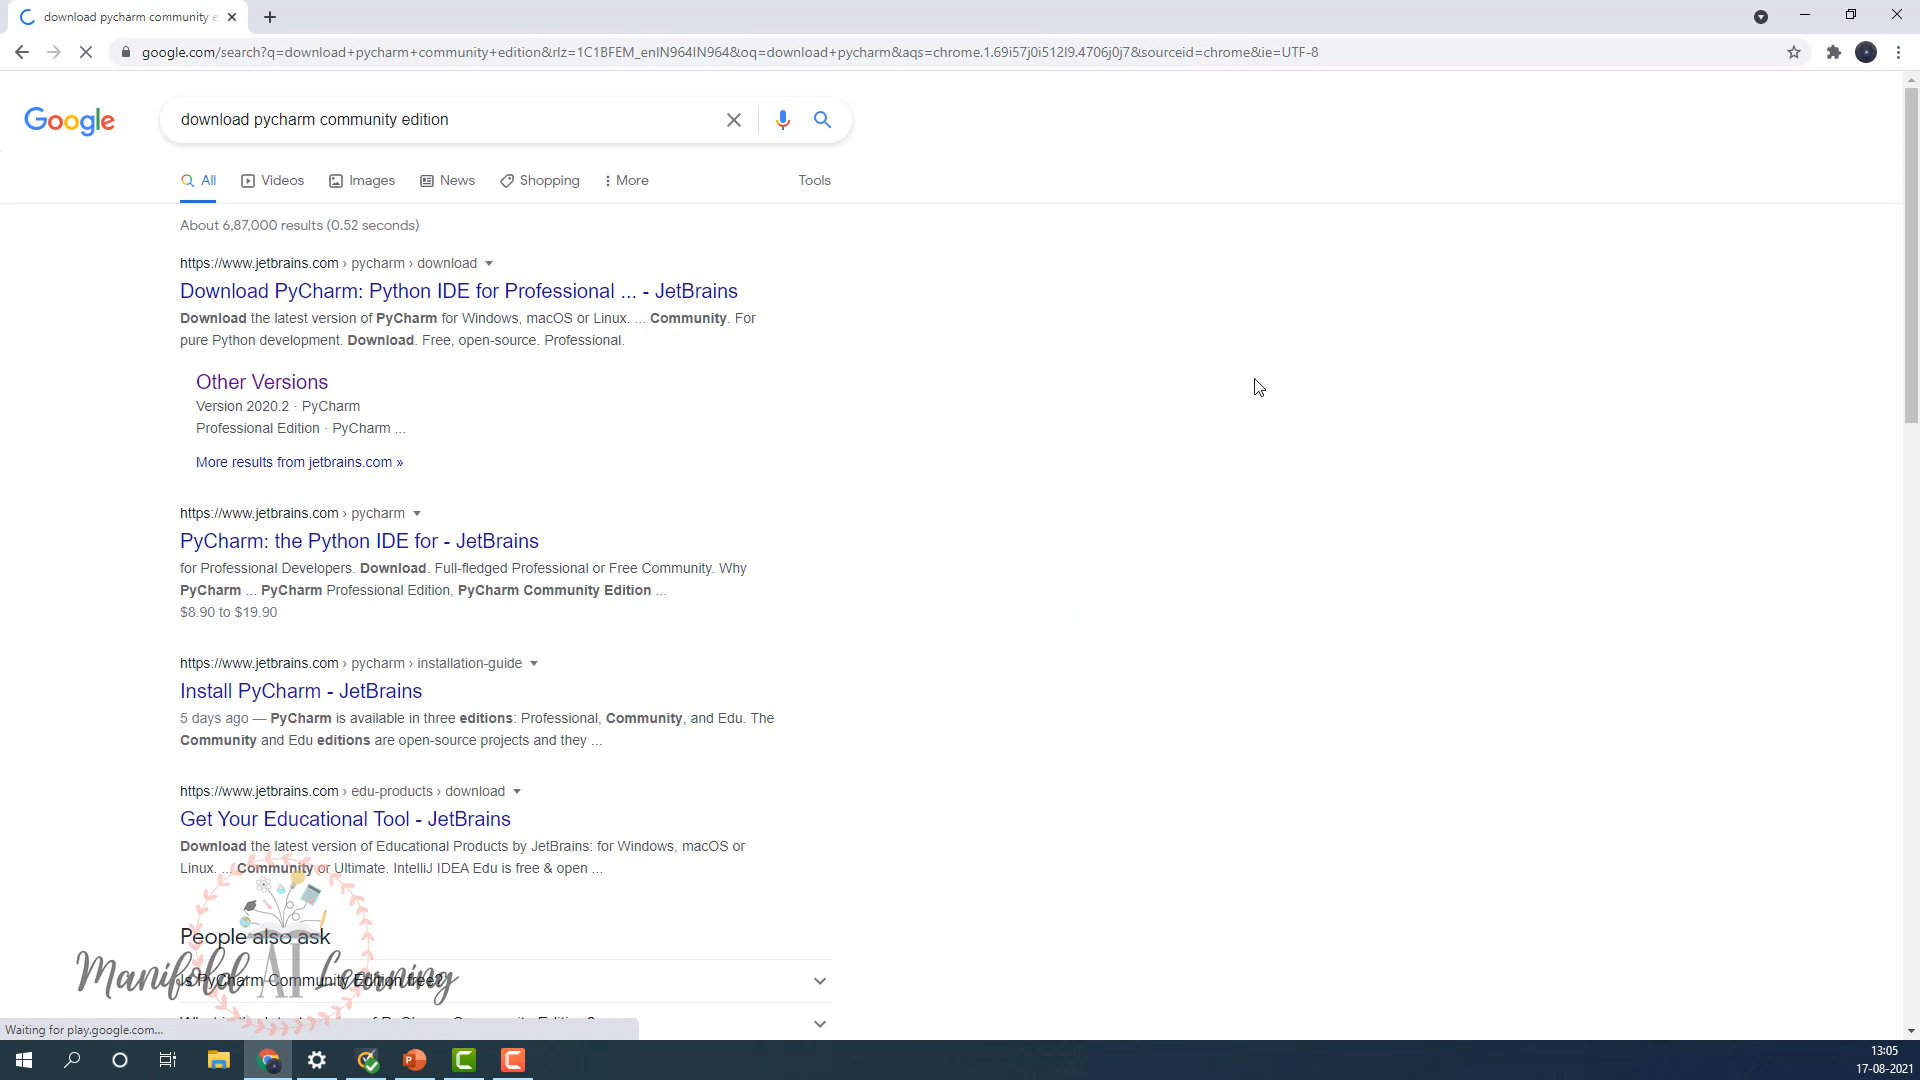 download pycharm community e
google.com/search?q=download+pycharm+community+edition&rlz=1C1BFEM_enIN964IN964&oq=download+pycharm&aqs=chrome.1.69i57j0i512l9.4706j0j7&sourceid=chrome&ie=UTF-8
Google
download pycharm community edition
All Videos Images News Shopping More Tools
About 6,87,000 results (0.52 seconds)
https://www.jetbrains.com › pycharm › download
Download PyCharm: Python IDE for Professional ... - JetBrains
Download the latest version of PyCharm for Windows, macOS or Linux. ... Community. For
pure Python development. Download. Free, open-source. Professional.
Other Versions
Version 2020.2 · PyCharm
Professional Edition · PyCharm ...
More results from jetbrains.com »
https://www.jetbrains.com › pycharm
PyCharm: the Python IDE for - JetBrains
for Professional Developers. Download. Full-fledged Professional or Free Community. Why
PyCharm ... PyCharm Professional Edition, PyCharm Community Edition ...
$8.90 to $19.90
https://www.jetbrains.com › pycharm › installation-guide
Install PyCharm - JetBrains
5 days ago — PyCharm is available in three editions: Professional, Community, and Edu. The
Community and Edu editions are open-source projects and they ...
https://www.jetbrains.com › edu-products › download
Get Your Educational Tool - JetBrains
Download the latest version of Educational Products by JetBrains: for Windows, macOS or
Linux. ... Community or Ultimate. IntelliJ IDEA Edu is free & open ...
People also ask
Is PyCharm Community Edition free?
Manifold AI Learning
Waiting for play.google.com...
13:05
17-08-2021